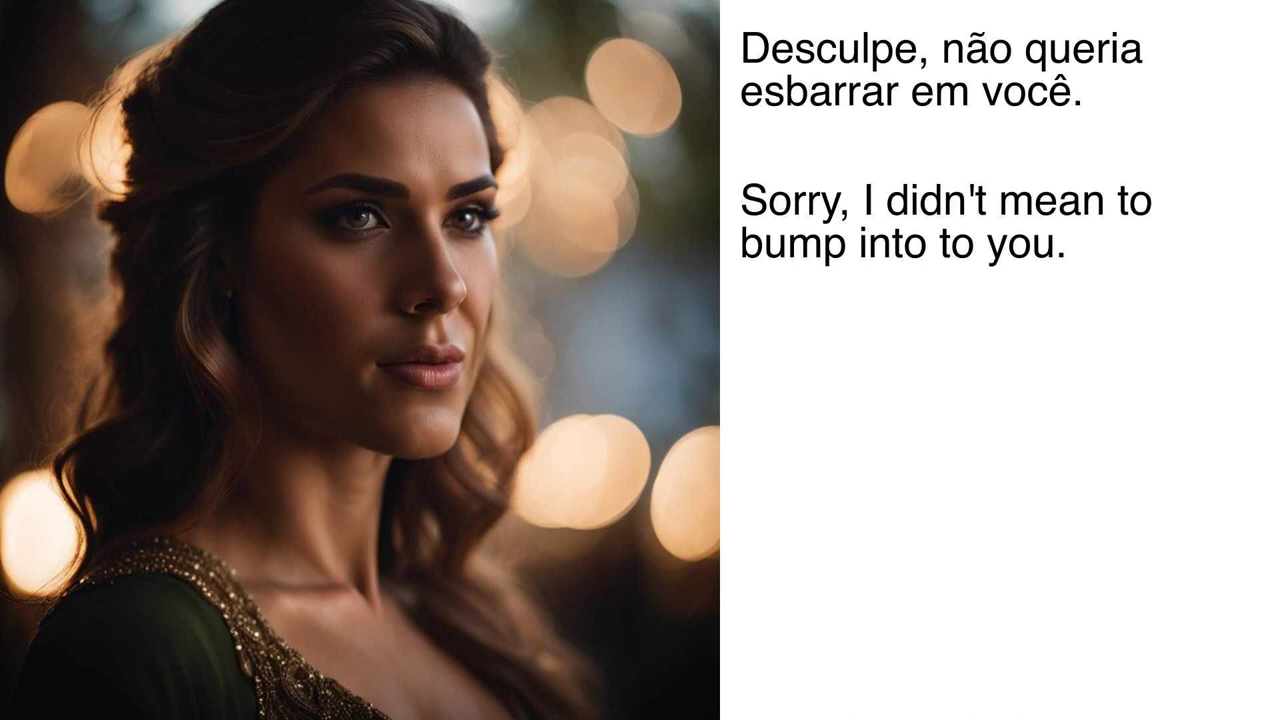 Desculpe, não queria
esbarrar em você.
Sorry, I didn't mean to
bump into to you.